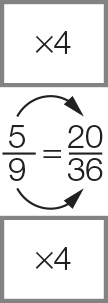 ×4
5/9 = 20/36
×4